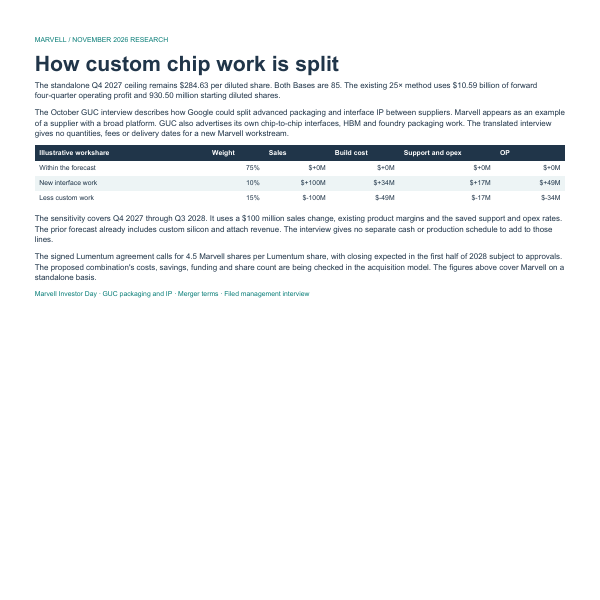 MARVELL / NOVEMBER 2026 RESEARCH
How custom chip work is split
The standalone Q4 2027 ceiling remains $284.63 per diluted share. Both Bases are 85. The existing 25× method uses $10.59 billion of forward
four-quarter operating profit and 930.50 million starting diluted shares.
The October GUC interview describes how Google could split advanced packaging and interface IP between suppliers. Marvell appears as an example
of a supplier with a broad platform. GUC also advertises its own chip-to-chip interfaces, HBM and foundry packaging work. The translated interview
gives no quantities, fees or delivery dates for a new Marvell workstream.
Illustrative workshare Weight Sales Build cost Support and opex OP
Within the forecast 75% $+0M $+0M $+0M $+0M
New interface work 10% $+100M $+34M $+17M $+49M
Less custom work 15% $-100M $-49M $-17M $-34M
The sensitivity covers Q4 2027 through Q3 2028. It uses a $100 million sales change, existing product margins and the saved support and opex rates.
The prior forecast already includes custom silicon and attach revenue. The interview gives no separate cash or production schedule to add to those
lines.
The signed Lumentum agreement calls for 4.5 Marvell shares per Lumentum share, with closing expected in the first half of 2028 subject to approvals.
The proposed combination's costs, savings, funding and share count are being checked in the acquisition model. The figures above cover Marvell on a
standalone basis.
Marvell Investor Day · GUC packaging and IP · Merger terms · Filed management interview